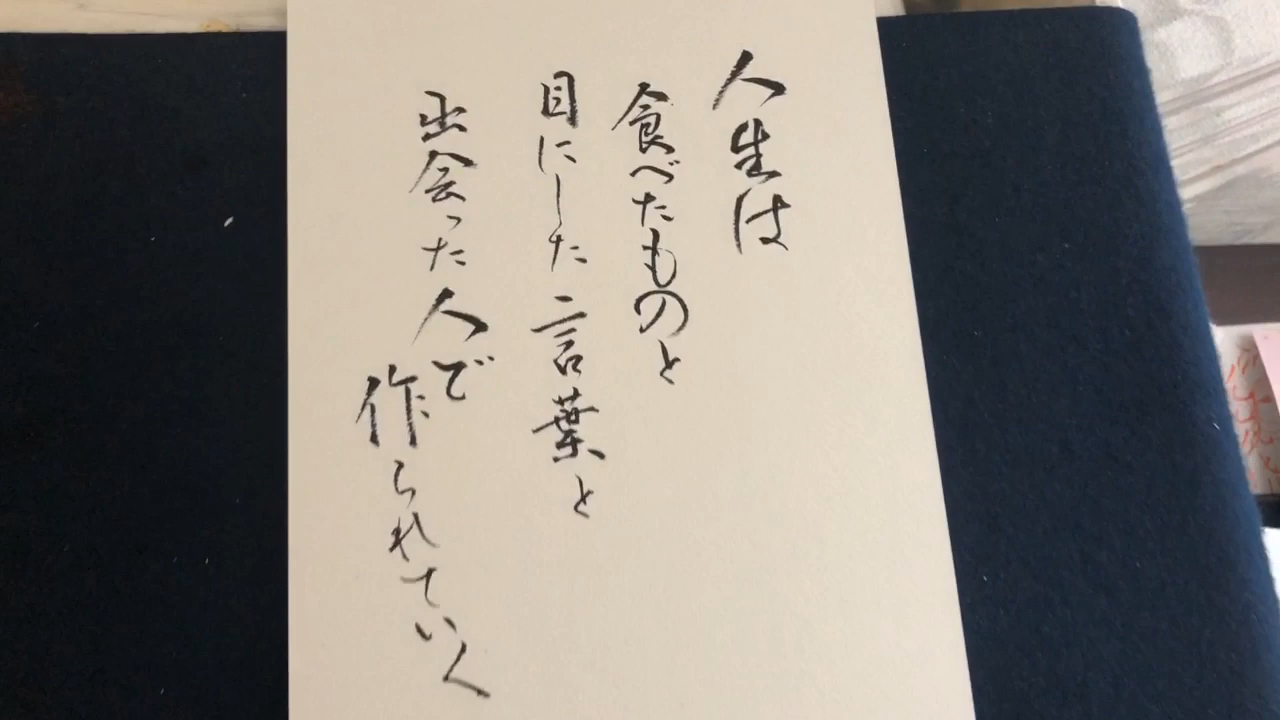 人生は
食べたものと
目にした言葉と
出会った人で
作られていく